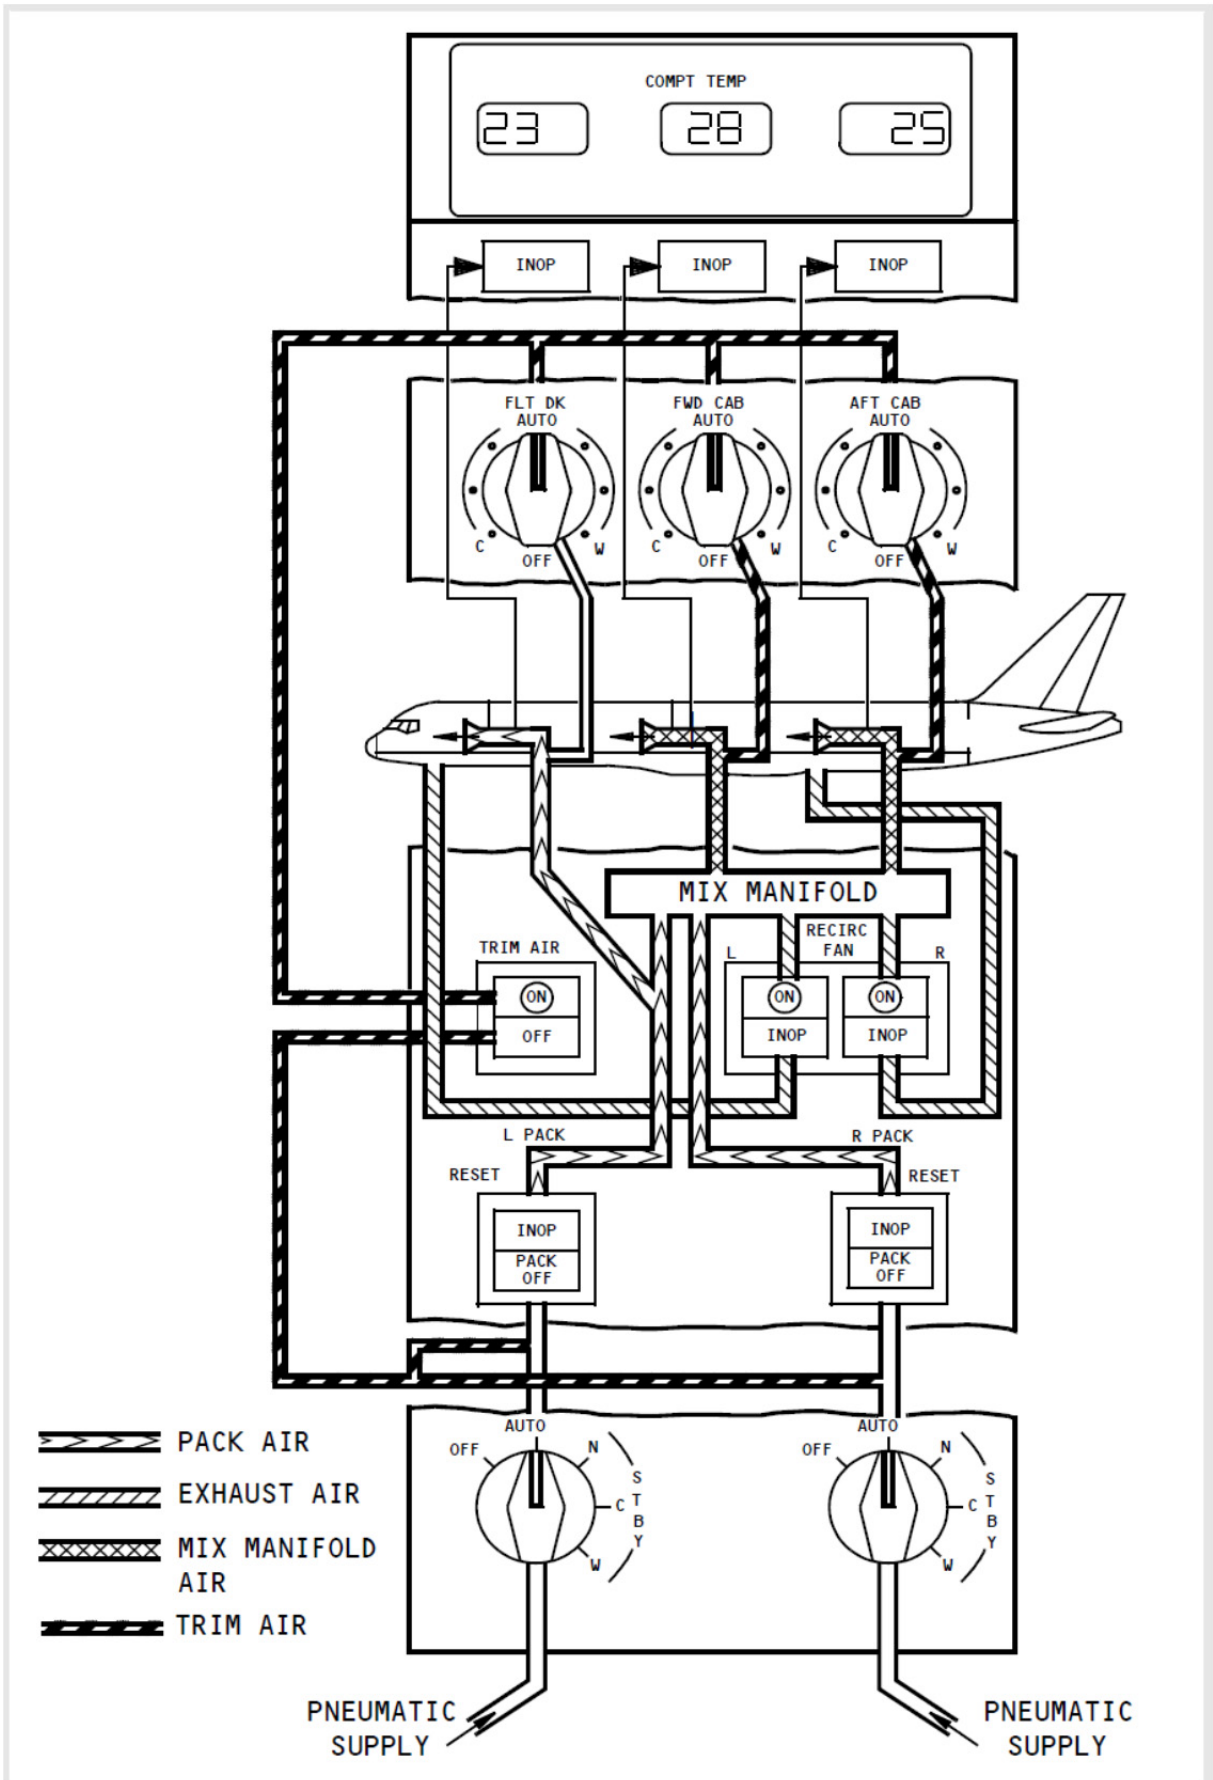 COMPT TEMP
23 28 25
INOP INOP INOP
FLT DK FWD CAB AFT CAB
AUTO AUTO AUTO
C W C W C W
OFF OFF OFF
MIX MANIFOLD
RECIRC
FAN
TRIM AIR L R
ON ON ON
OFF INOP INOP
L PACK R PACK
RESET RESET
INOP INOP
PACK PACK
OFF OFF
AUTO AUTO
OFF N OFF N
S S
C T C T
B B
Y Y
W W
PACK AIR
EXHAUST AIR
MIX MANIFOLD
AIR
TRIM AIR
PNEUMATIC PNEUMATIC
SUPPLY SUPPLY